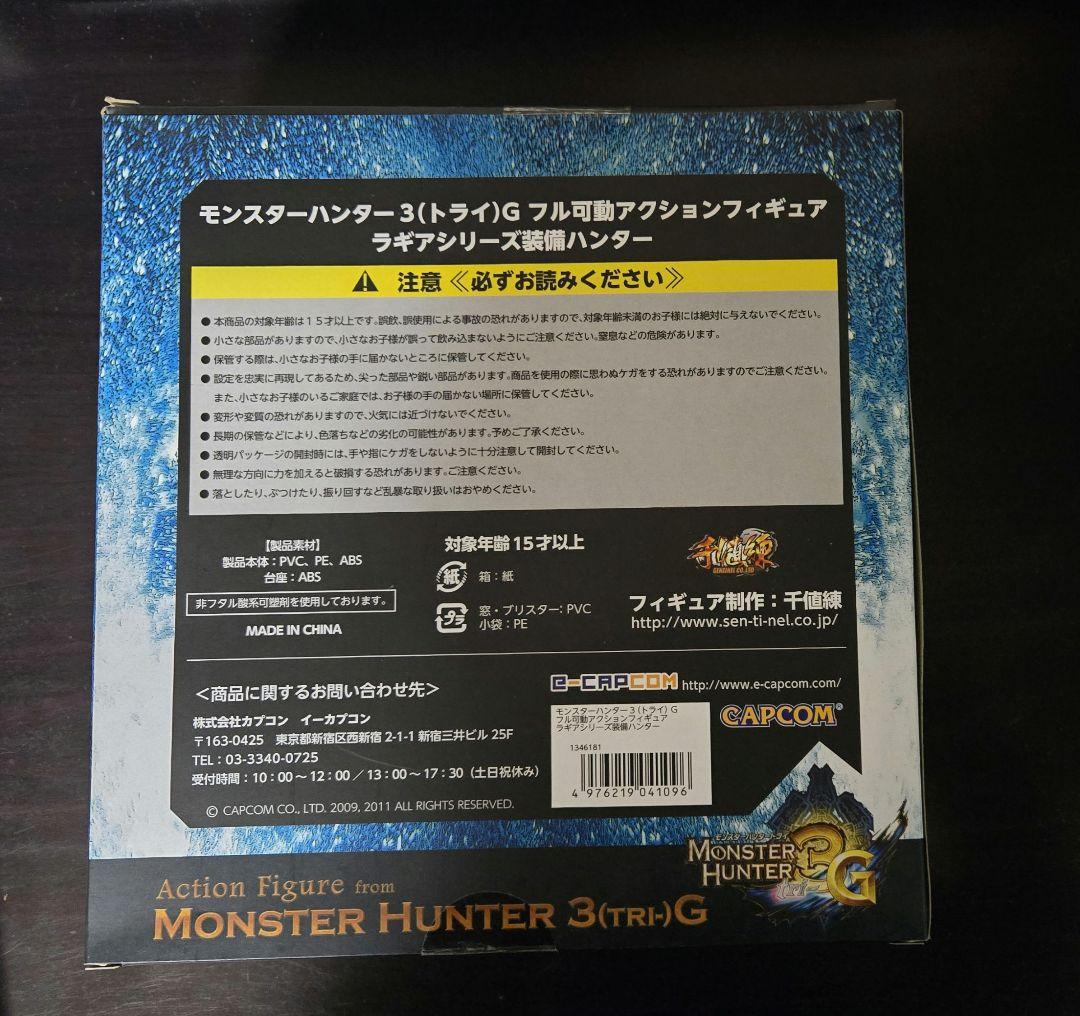 モンスターハンター3(トライ)G フル可動アクションフィギュア
ラギアシリーズ装備ハンター
注意 ≪必ずお読みください≫
● 本商品の対象年齢は15才以上です。誤飲、誤使用による事故の恐れがありますので、対象年齢未満のお子様には絶対に与えないでください。
● 小さな部品がありますので、小さなお子様が誤って飲み込まないようにご注意ください。窒息などの危険があります。
● 保管する際は、小さなお子様の手に届かないところに保管してください。
● 設定を忠実に再現してあるため、尖った部品や鋭い部品があります。商品を使用の際に思わぬケガをする恐れがありますのでご注意ください。
また、小さなお子様のいるご家庭では、お子様の手の届かない場所に保管してください。
● 変形や変質の恐れがありますので、火気には近づけないでください。
● 長期の保管などにより、色落ちなどの劣化の可能性があります。予めご了承ください。
● 透明パッケージの開封時には、手や指にケガをしないように十分注意して開封してください。
● 無理な方向に力を加えると破損する恐れがあります。ご注意ください。
● 落としたり、ぶつけたり、振り回すなど乱暴な取り扱いはおやめください。
【製品素材】
製品本体:PVC、PE、ABS
台座:ABS
非フタル酸系可塑剤を使用しております。
MADE IN CHINA
対象年齢15才以上
紙 箱:紙
プラ 窓・ブリスター:PVC
小袋:PE
千値練
SENTINEL CO.,LTD
フィギュア制作:千値練
http://www.sen-ti-nel.co.jp/
<商品に関するお問い合わせ先>
株式会社カプコン イーカプコン
〒163-0425 東京都新宿区西新宿 2-1-1 新宿三井ビル 25F
TEL:03-3340-0725
受付時間:10:00~12:00/13:00~17:30(土日祝休み)
© CAPCOM CO., LTD. 2009, 2011 ALL RIGHTS RESERVED.
e-CAPCOM http://www.e-capcom.com/
モンスターハンター3(トライ)G
フル可動アクションフィギュア
ラギアシリーズ装備ハンター
1346181
4 976219 041096
CAPCOM®
モンスターハンタートライ
MONSTER
HUNTER
3
tri-
G
Action Figure from
MONSTER HUNTER 3(TRI-)G